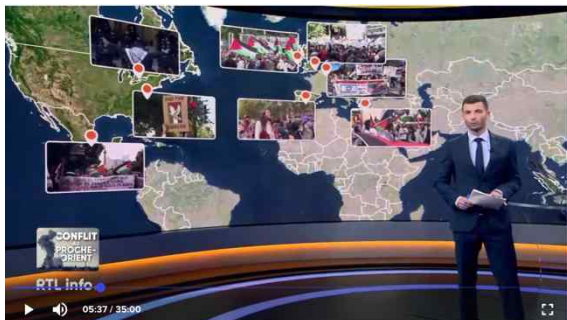 CONFLIT
PROCHE-
ORIENT
RTL info
05:37 / 35:00